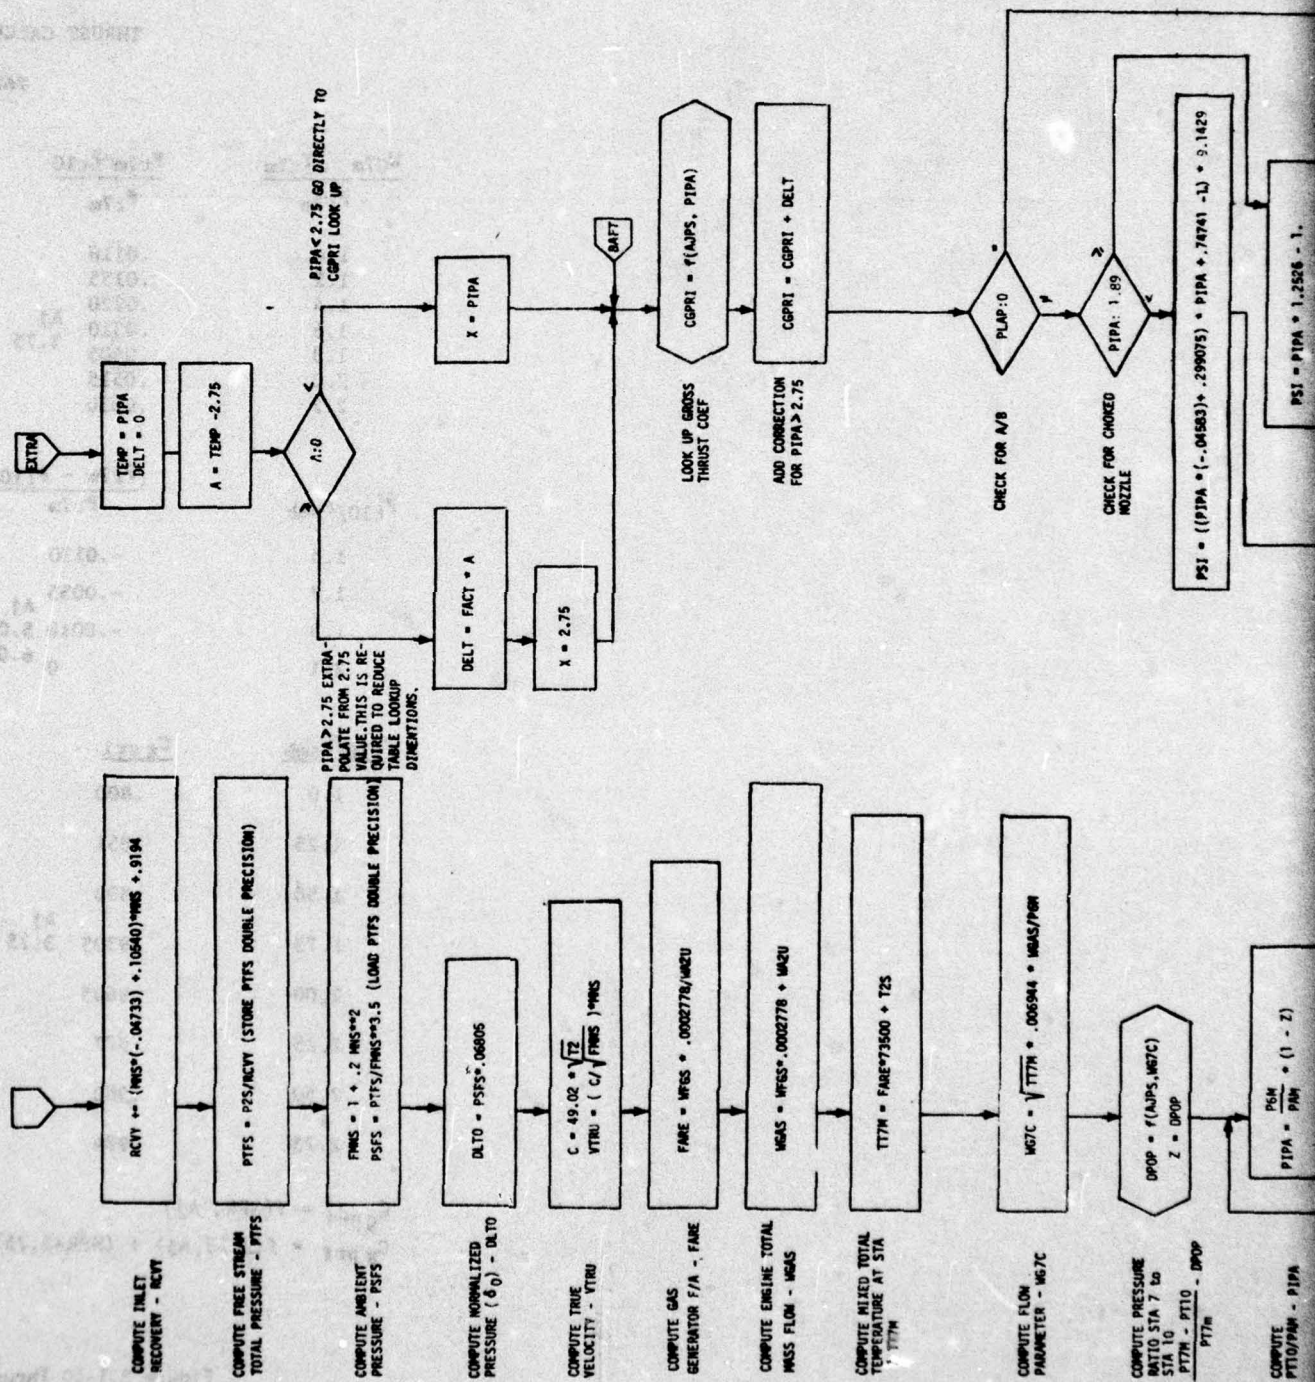 COMPUTE INLET
RECOVERY - RCVY
RCVY = (MNS*(-.04733) +.10640)*MNS +.9194
COMPUTE FREE STREAM
TOTAL PRESSURE - PTFS
PTFS = P2S/RCVY (STORE PTFS DOUBLE PRECISION)
COMPUTE AMBIENT
PRESSURE - PSFS
FMNS = 1 + .2 MNS**2
PSFS = PTFS/FMNS**3.5 (LOAD PTFS DOUBLE PRECISION)
COMPUTE NORMALIZED
PRESSURE (δ0) - DLTO
DLTO = PSFS*.06805
COMPUTE TRUE
VELOCITY - VTRU
C = 49.02 * √T2
VTRU = ( C/√FMNS )*MNS
COMPUTE GAS
GENERATOR F/A - FARE
FARE = WFGS * .0002778/WA2U
COMPUTE ENGINE TOTAL
MASS FLOW - WGAS
WGAS = WFGS*.0002778 + WA2U
COMPUTE MIXED TOTAL
TEMPERATURE AT STA
TT7M
TT7M = FARE*73500 + T2S
COMPUTE FLOW
PARAMETER - WG7C
WG7C = √TT7M * .006944 * WGAS/PGM
COMPUTE PRESSURE
RATIO STA 7 to
STA 10
PT7M - PT10 - DPOP
PT7m
DPOP = f(AJPS,WG7C)
Z = DPOP
COMPUTE
PT10/PAM - PIPA
PIPA = PGM/PAM * (1 - Z)
EXTRA
TEMP = PIPA
DELT = 0
A = TEMP -2.75
A:0
≥
<
PIPA>2.75 EXTRA-
POLATE FROM 2.75
VALUE.THIS IS RE-
QUIRED TO REDUCE
TABLE LOOKUP
DIMENTIONS.
PIPA<2.75 GO DIRECTLY TO
CGPRI LOOK UP
DELT = FACT * A
X = 2.75
X = PIPA
BAFT
LOOK UP GROSS
THRUST COEF
CGPRI = f(AJPS, PIPA)
ADD CORRECTION
FOR PIPA>2.75
CGPRI = CGPRI + DELT
CHECK FOR A/B
PLAP:0
=
≠
CHECK FOR CHOKED
NOZZLE
PIPA: 1.89
≥
<
PSI = ((PIPA *(-.04583)+ .299075) * PIPA +.74741 -1.) * 9.1429
PSI = PIPA * 1.2526 - 1.